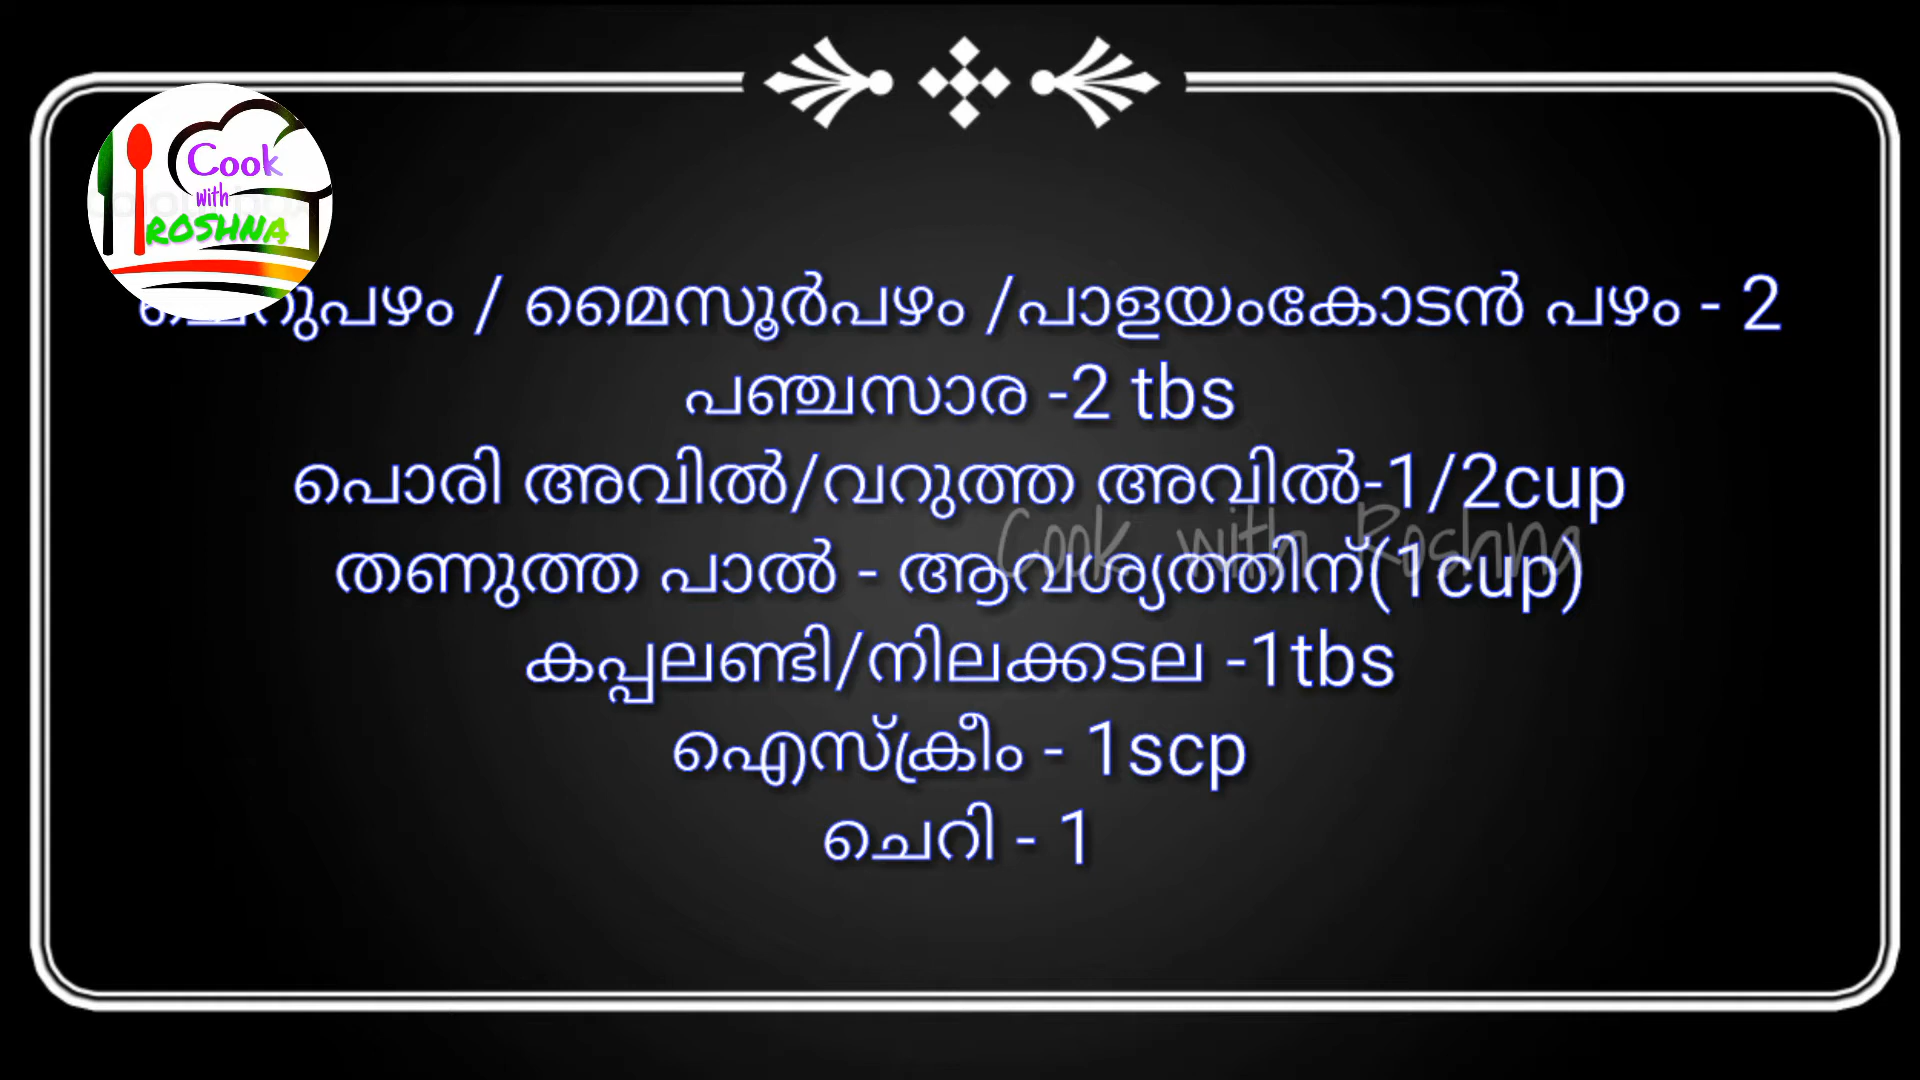 Cook
with
ROSHNA
ചെറുപഴം / മൈസൂർപഴം /പാളയംകോടൻ പഴം - 2
പഞ്ചസാര -2 tbs
പൊരി അവിൽ/വറുത്ത അവിൽ-1/2cup
തണുത്ത പാൽ - ആവശ്യത്തിന്(1cup)
Cook with Roshna
കപ്പലണ്ടി/നിലക്കടല -1tbs
ഐസ്ക്രീം - 1scp
ചെറി - 1